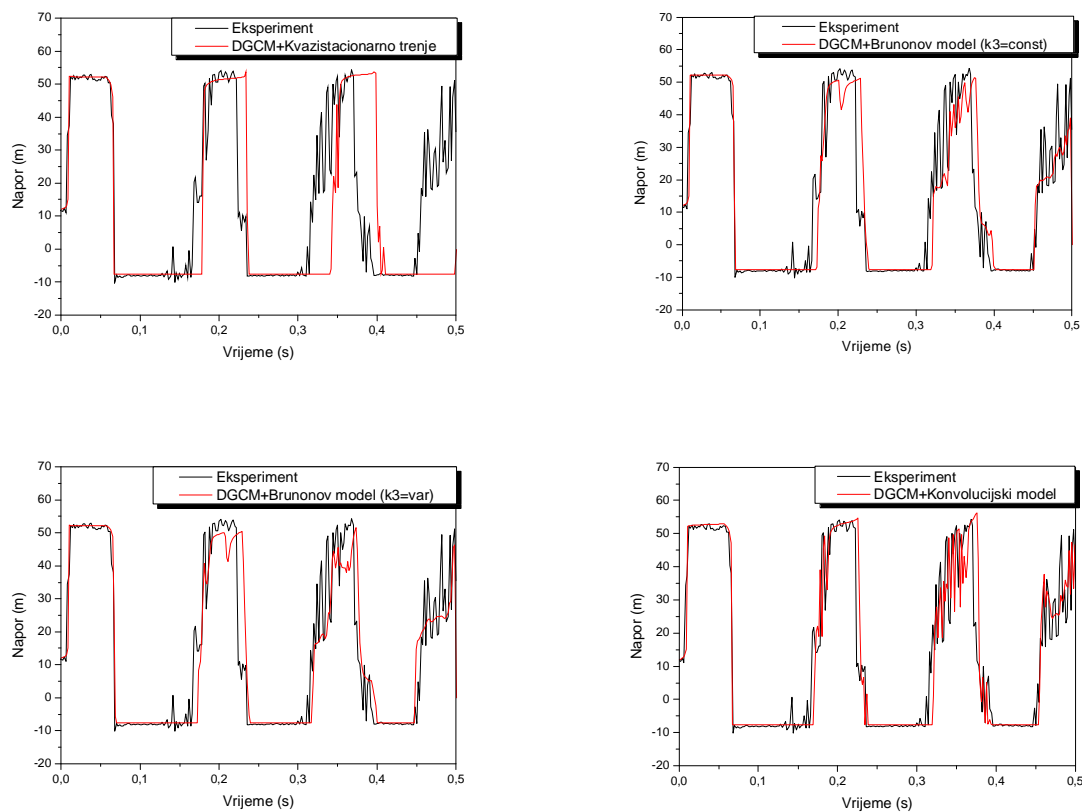 Eksperiment
DGCM+Kvazistacionarno trenje
Napor (m)
70
60
50
40
30
20
10
0
-10
-20
0,0 0,1 0,2 0,3 0,4 0,5
Vrijeme (s)
Eksperiment
DGCM+Brunonov model (k3=const)
Napor (m)
70
60
50
40
30
20
10
0
-10
-20
0,0 0,1 0,2 0,3 0,4 0,5
Vrijeme (s)
Eksperiment
DGCM+Brunonov model (k3=var)
Napor (m)
70
60
50
40
30
20
10
0
-10
-20
0,0 0,1 0,2 0,3 0,4 0,5
Vrijeme (s)
Eksperiment
DGCM+Konvolucijski model
Napor (m)
70
60
50
40
30
20
10
0
-10
-20
0,0 0,1 0,2 0,3 0,4 0,5
Vrijeme (s)